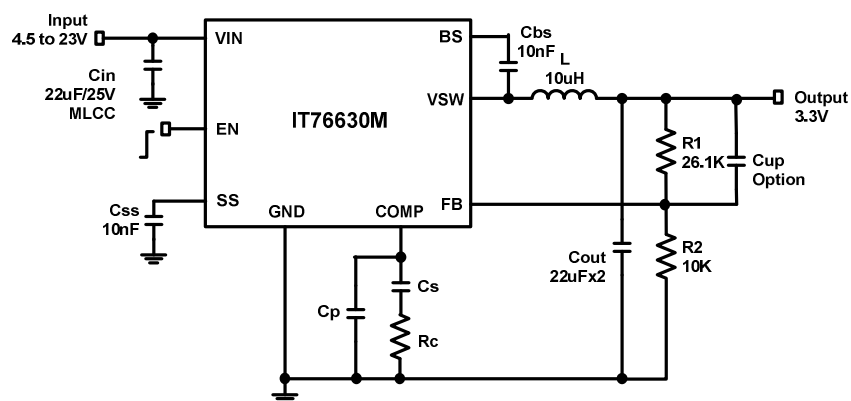 Input
4.5 to 23V
Cin
22uF/25V
MLCC
VIN
EN
SS
Css
10nF
IT76630M
GND
COMP
BS
VSW
FB
Cbs
10nF
L
10uH
Output
3.3V
R1
26.1K
Cup
Option
R2
10K
Cout
22uFx2
Cs
Cp
Rc